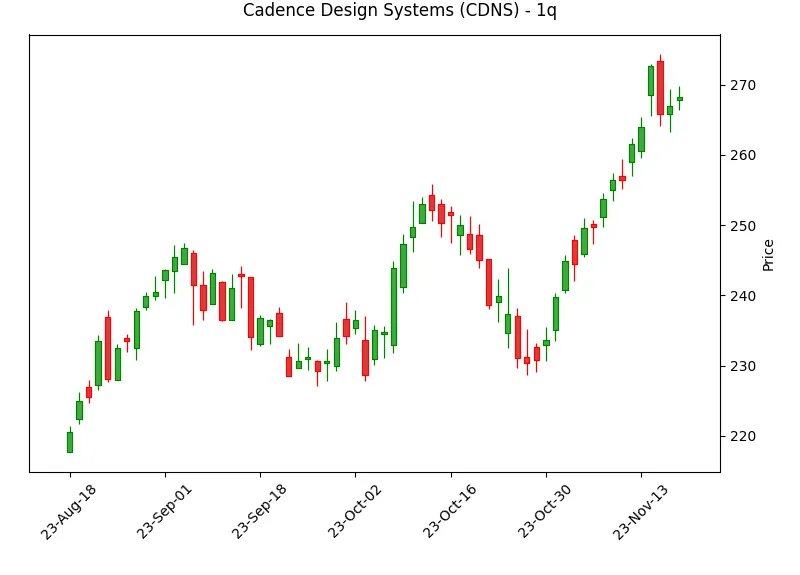 Cadence Design Systems (CDNS) - 1q
270
260
250
240
230
220
Price
23-Aug-18
23-Sep-01
23-Sep-18
23-Oct-02
23-Oct-16
23-Oct-30
23-Nov-13